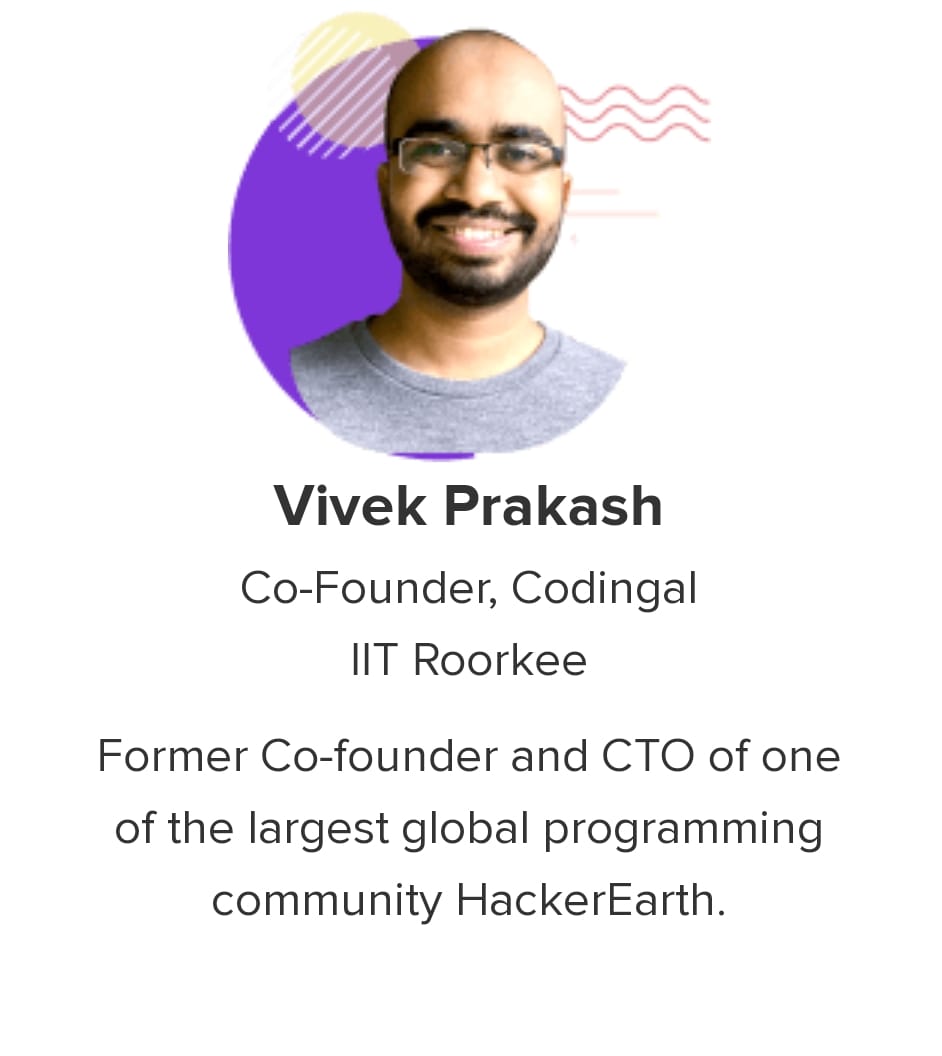 Vivek Prakash
Co-Founder, Codingal
IIT Roorkee
Former Co-founder and CTO of one
of the largest global programming
community HackerEarth.